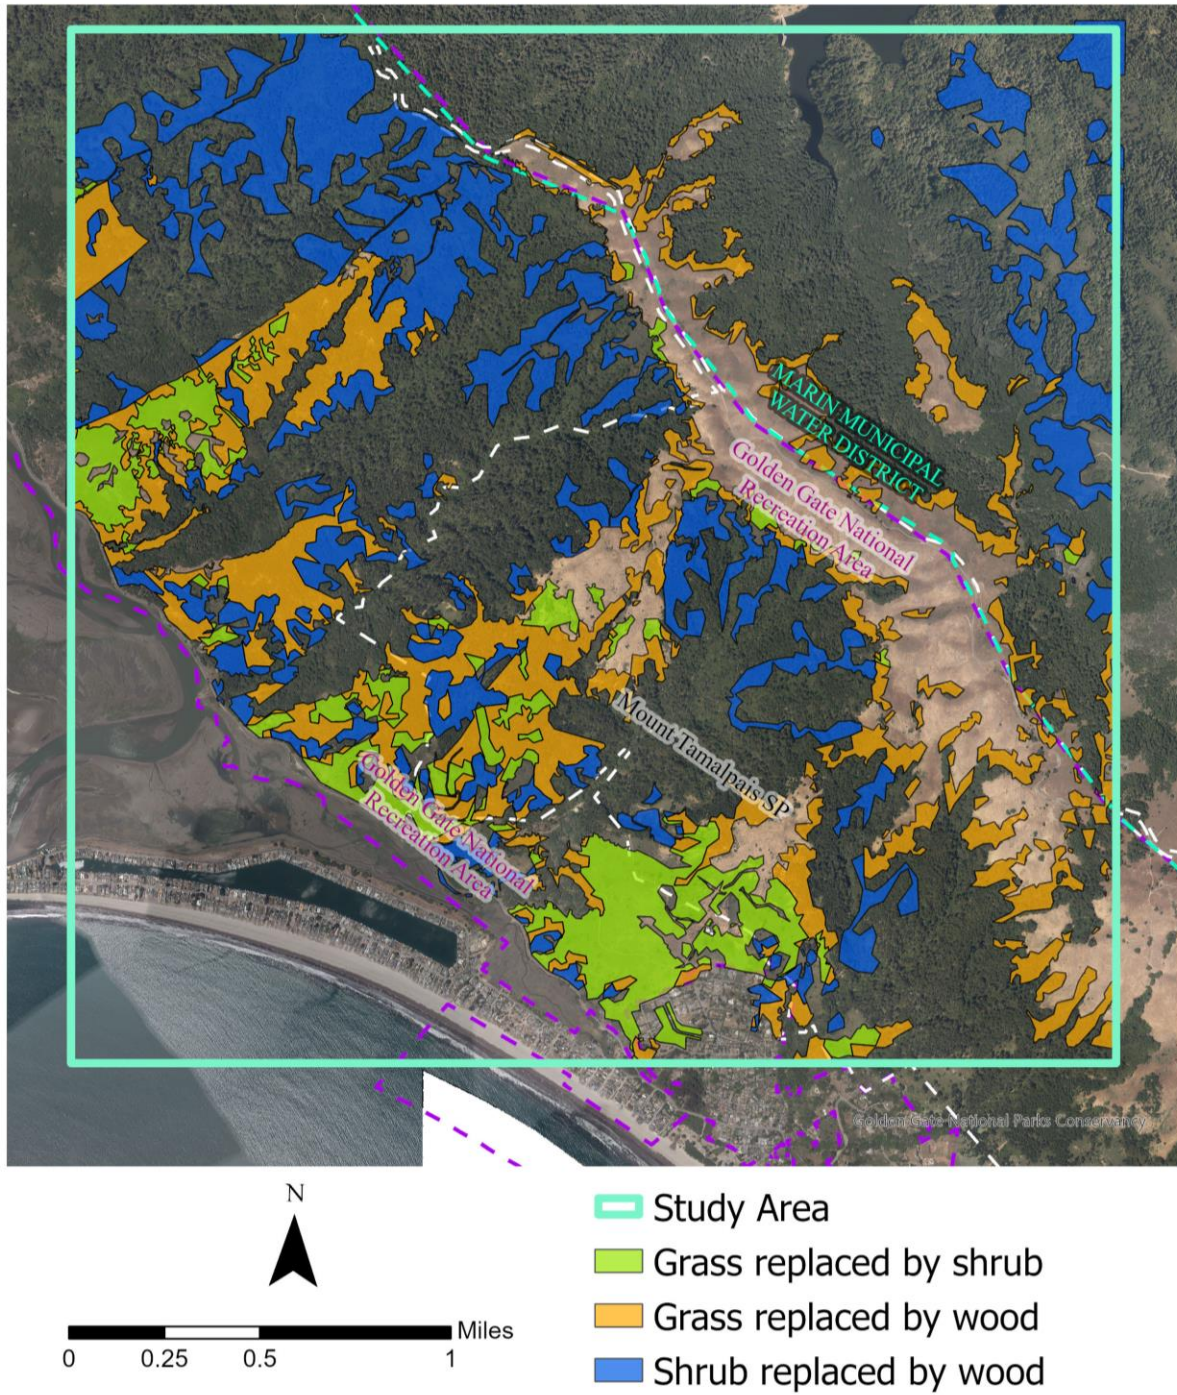 MARIN MUNICIPAL
WATER DISTRICT
Golden Gate National
Recreation Area
Mount Tamalpais SP
Golden Gate National
Recreation Area
Golden Gate National Parks Conservancy
N
Miles
0 0.25 0.5 1
Study Area
Grass replaced by shrub
Grass replaced by wood
Shrub replaced by wood